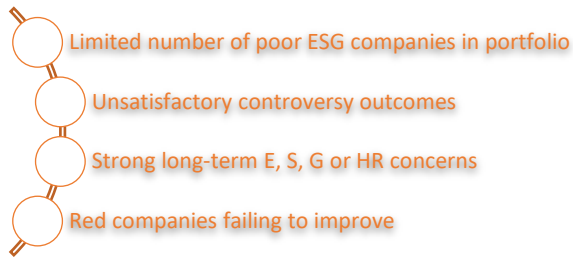 Limited number of poor ESG companies in portfolio
Unsatisfactory controversy outcomes
Strong long-term E, S, G or HR concerns
Red companies failing to improve